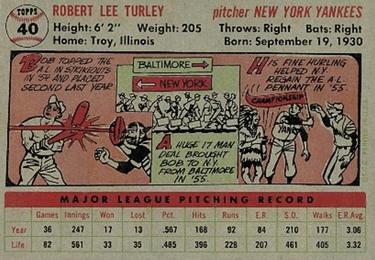 TOPPS
40
ROBERT LEE TURLEY
pitcher NEW YORK YANKEES
Height: 6' 2" Weight: 205
Throws: Right Bats: Right
Home: Troy, Illinois
Born: September 19, 1930
BOB TOPPED THE
A.L. IN STRIKEOUTS
IN '54 AND PLACED
SECOND LAST YEAR.
BALTIMORE
NEW YORK
A HUGE 17 MAN
DEAL BROUGHT
BOB TO N.Y.
FROM BALTIMORE
IN '55.
HIS FINE HURLING
HELPED N.Y.
REGAIN THE A.L.
PENNANT IN '55.
CHAMPIONSHIP
MAJOR LEAGUE PITCHING RECORD
Games Innings Won Lost Pct. Hits Runs E.R. S.O. Walks E.R.Avg.
Year 36 247 17 13 .567 168 92 84 210 177 3.06
Life 82 561 33 35 .485 396 228 207 461 405 3.32